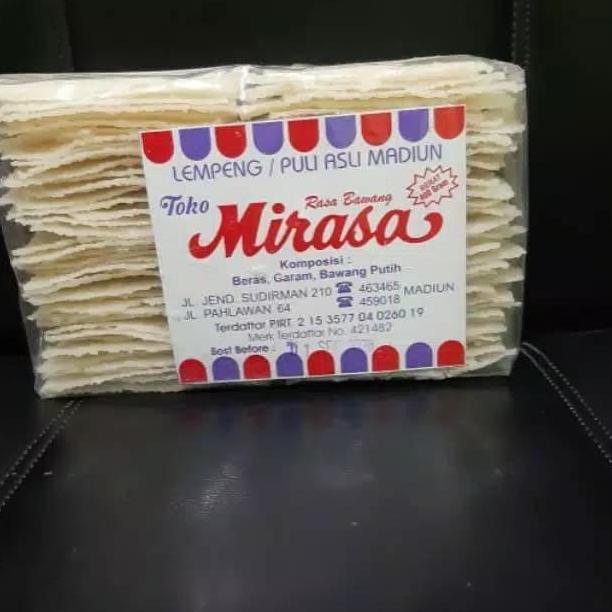 LEMPENG / PULI ASLI MADIUN
Toko
Rasa Bawang
Mirasa
Komposisi :
Beras, Garam, Bawang Putih
JL. JEND. SUDIRMAN 210 ☎ 463465 MADIUN
JL. PAHLAWAN 64 ☎ 459018
Terdaftar PIRT. 2 15 3577 04 0260 19
Merk Terdaftar No. 421482
Best Before :